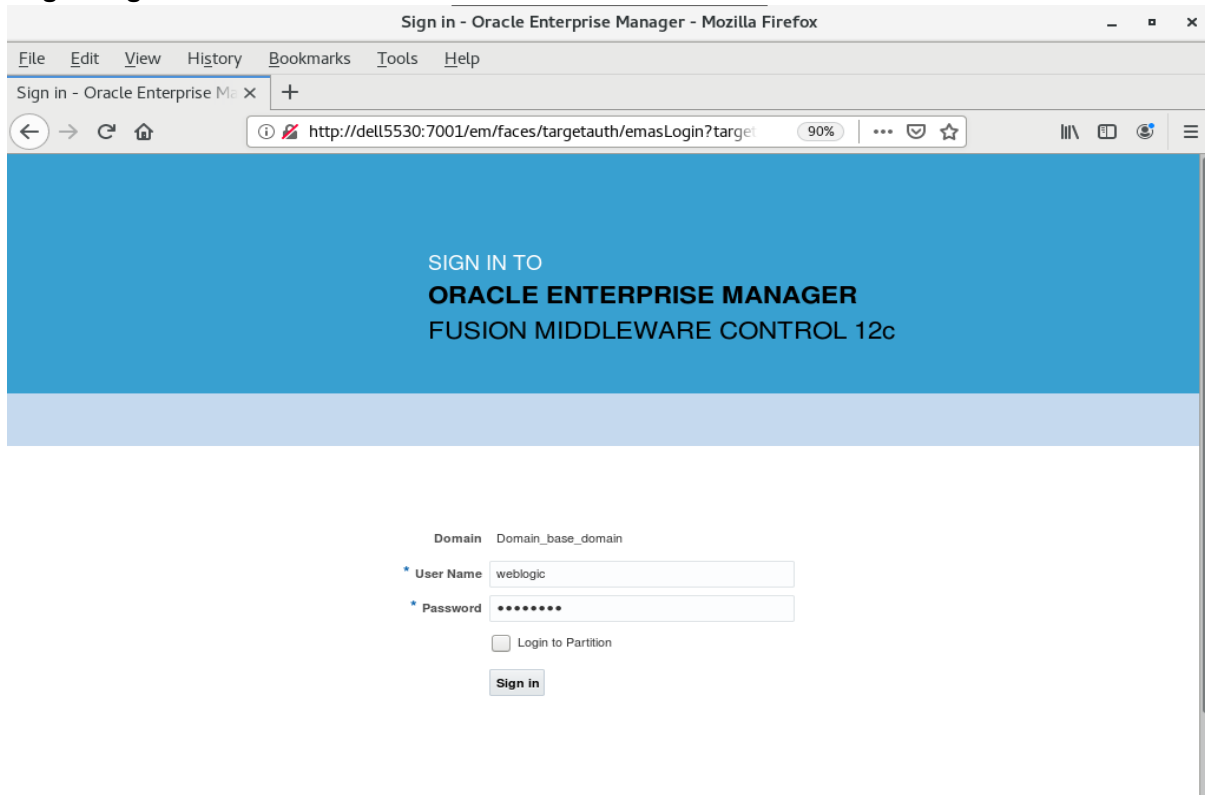 Sign in - Oracle Enterprise Manager - Mozilla Firefox
File Edit View History Bookmarks Tools Help
Sign in - Oracle Enterprise Ma
http://dell5530:7001/em/faces/targetauth/emasLogin?target 90%
SIGN IN TO
ORACLE ENTERPRISE MANAGER
FUSION MIDDLEWARE CONTROL 12c
Domain Domain_base_domain
* User Name weblogic
* Password ••••••••
Login to Partition
Sign in